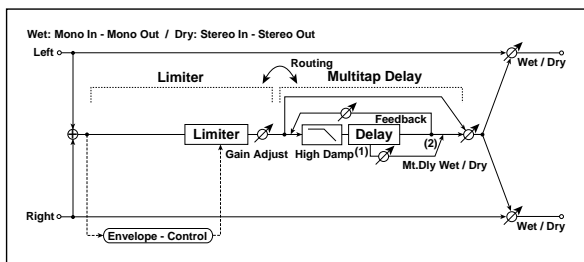 Wet: Mono In - Mono Out / Dry: Stereo In - Stereo Out
Left
Wet / Dry
Routing
Limiter
Multitap Delay
Feedback
Limiter
Delay
Gain Adjust
High Damp
(1)
(2)
Mt.Dly Wet / Dry
Right
Wet / Dry
Envelope - Control